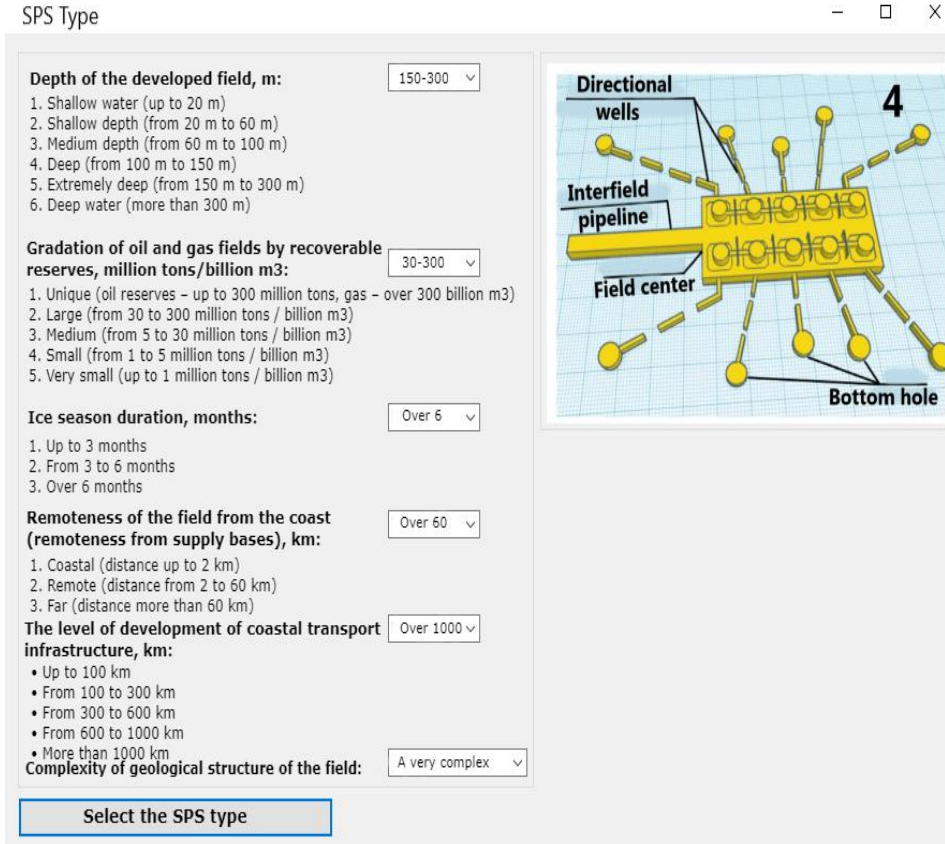 SPS Type
Depth of the developed field, m:
150-300
1. Shallow water (up to 20 m)
2. Shallow depth (from 20 m to 60 m)
3. Medium depth (from 60 m to 100 m)
4. Deep (from 100 m to 150 m)
5. Extremely deep (from 150 m to 300 m)
6. Deep water (more than 300 m)
Gradation of oil and gas fields by recoverable
reserves, million tons/billion m3:
30-300
1. Unique (oil reserves – up to 300 million tons, gas – over 300 billion m3)
2. Large (from 30 to 300 million tons / billion m3)
3. Medium (from 5 to 30 million tons / billion m3)
4. Small (from 1 to 5 million tons / billion m3)
5. Very small (up to 1 million tons / billion m3)
Ice season duration, months:
Over 6
1. Up to 3 months
2. From 3 to 6 months
3. Over 6 months
Remoteness of the field from the coast
(remoteness from supply bases), km:
Over 60
1. Coastal (distance up to 2 km)
2. Remote (distance from 2 to 60 km)
3. Far (distance more than 60 km)
The level of development of coastal transport
infrastructure, km:
Over 1000
• Up to 100 km
• From 100 to 300 km
• From 300 to 600 km
• From 600 to 1000 km
• More than 1000 km
Complexity of geological structure of the field:
A very complex
Select the SPS type
Directional
wells
4
Interfield
pipeline
Field center
Bottom hole